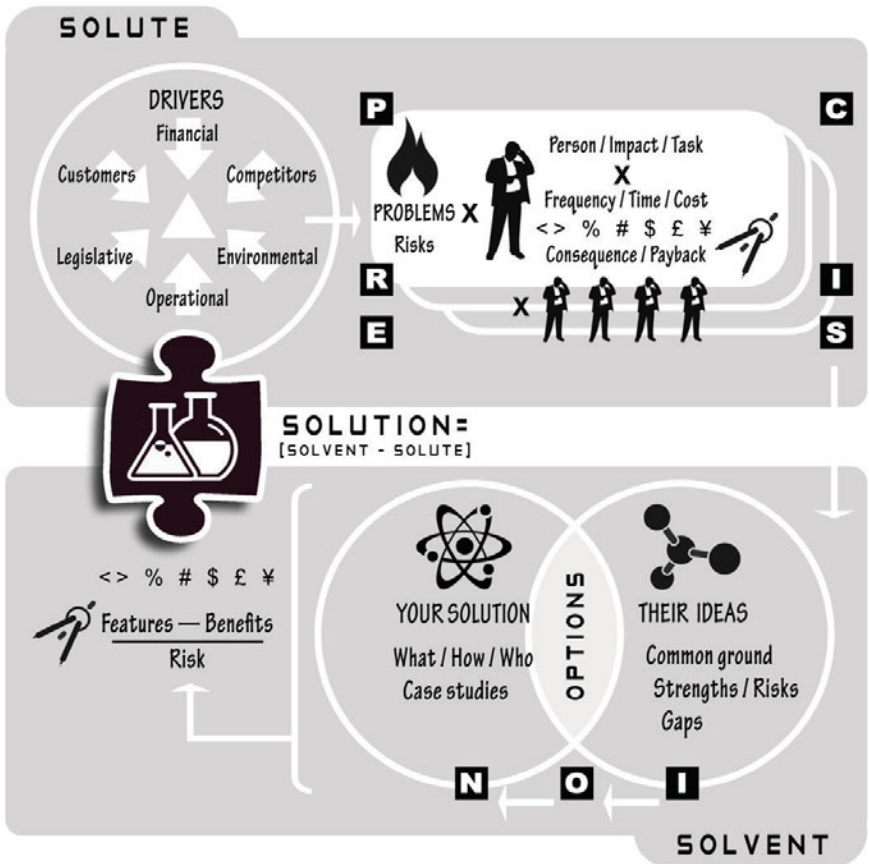 SOLUTE
DRIVERS
Financial
Customers
Competitors
Legislative
Environmental
Operational
P
R
E
C
I
S
PROBLEMS
Risks
X
Person / Impact / Task
X
Frequency / Time / Cost
<> % # $ £ ¥
Consequence / Payback
X
SOLUTION=
[SOLVENT - SOLUTE]
<> % # $ £ ¥
Features — Benefits
Risk
YOUR SOLUTION
What / How / Who
Case studies
OPTIONS
THEIR IDEAS
Common ground
Strengths / Risks
Gaps
N
O
I
SOLVENT